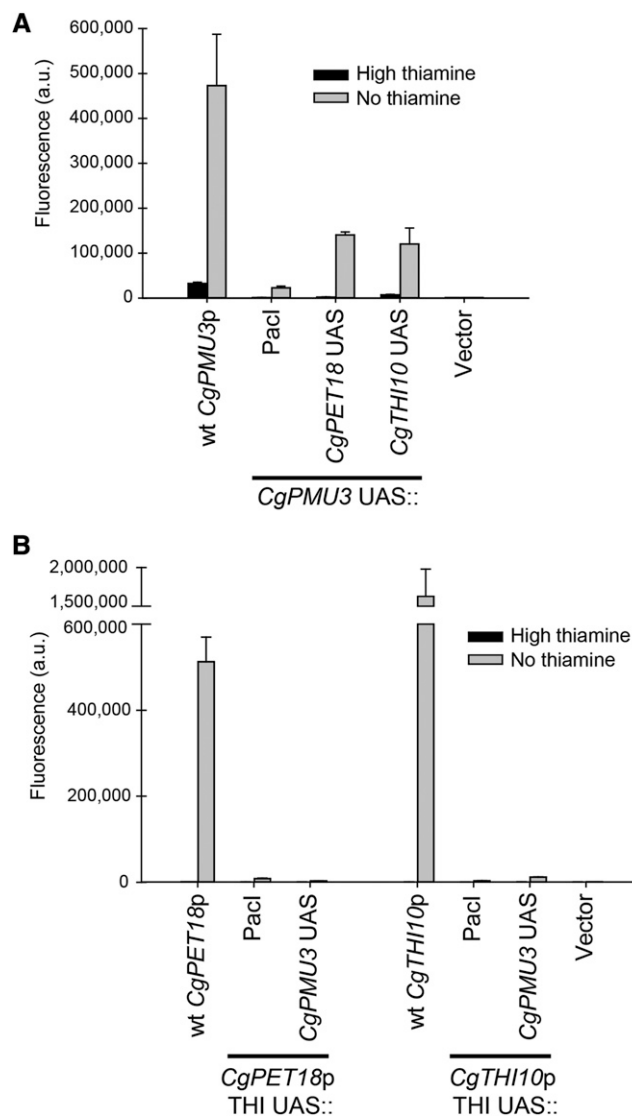 A
Fluorescence (a.u.)
600,000
500,000
400,000
300,000
200,000
100,000
0
High thiamine
No thiamine
wt CgPMU3p
PacI
CgPET18 UAS
CgTHI10 UAS
Vector
CgPMU3 UAS::
B
Fluorescence (a.u.)
2,000,000
1,500,000
600,000
400,000
200,000
0
High thiamine
No thiamine
wt CgPET18p
PacI
CgPMU3 UAS
wt CgTHI10p
PacI
CgPMU3 UAS
Vector
CgPET18p
THI UAS::
CgTHI10p
THI UAS::